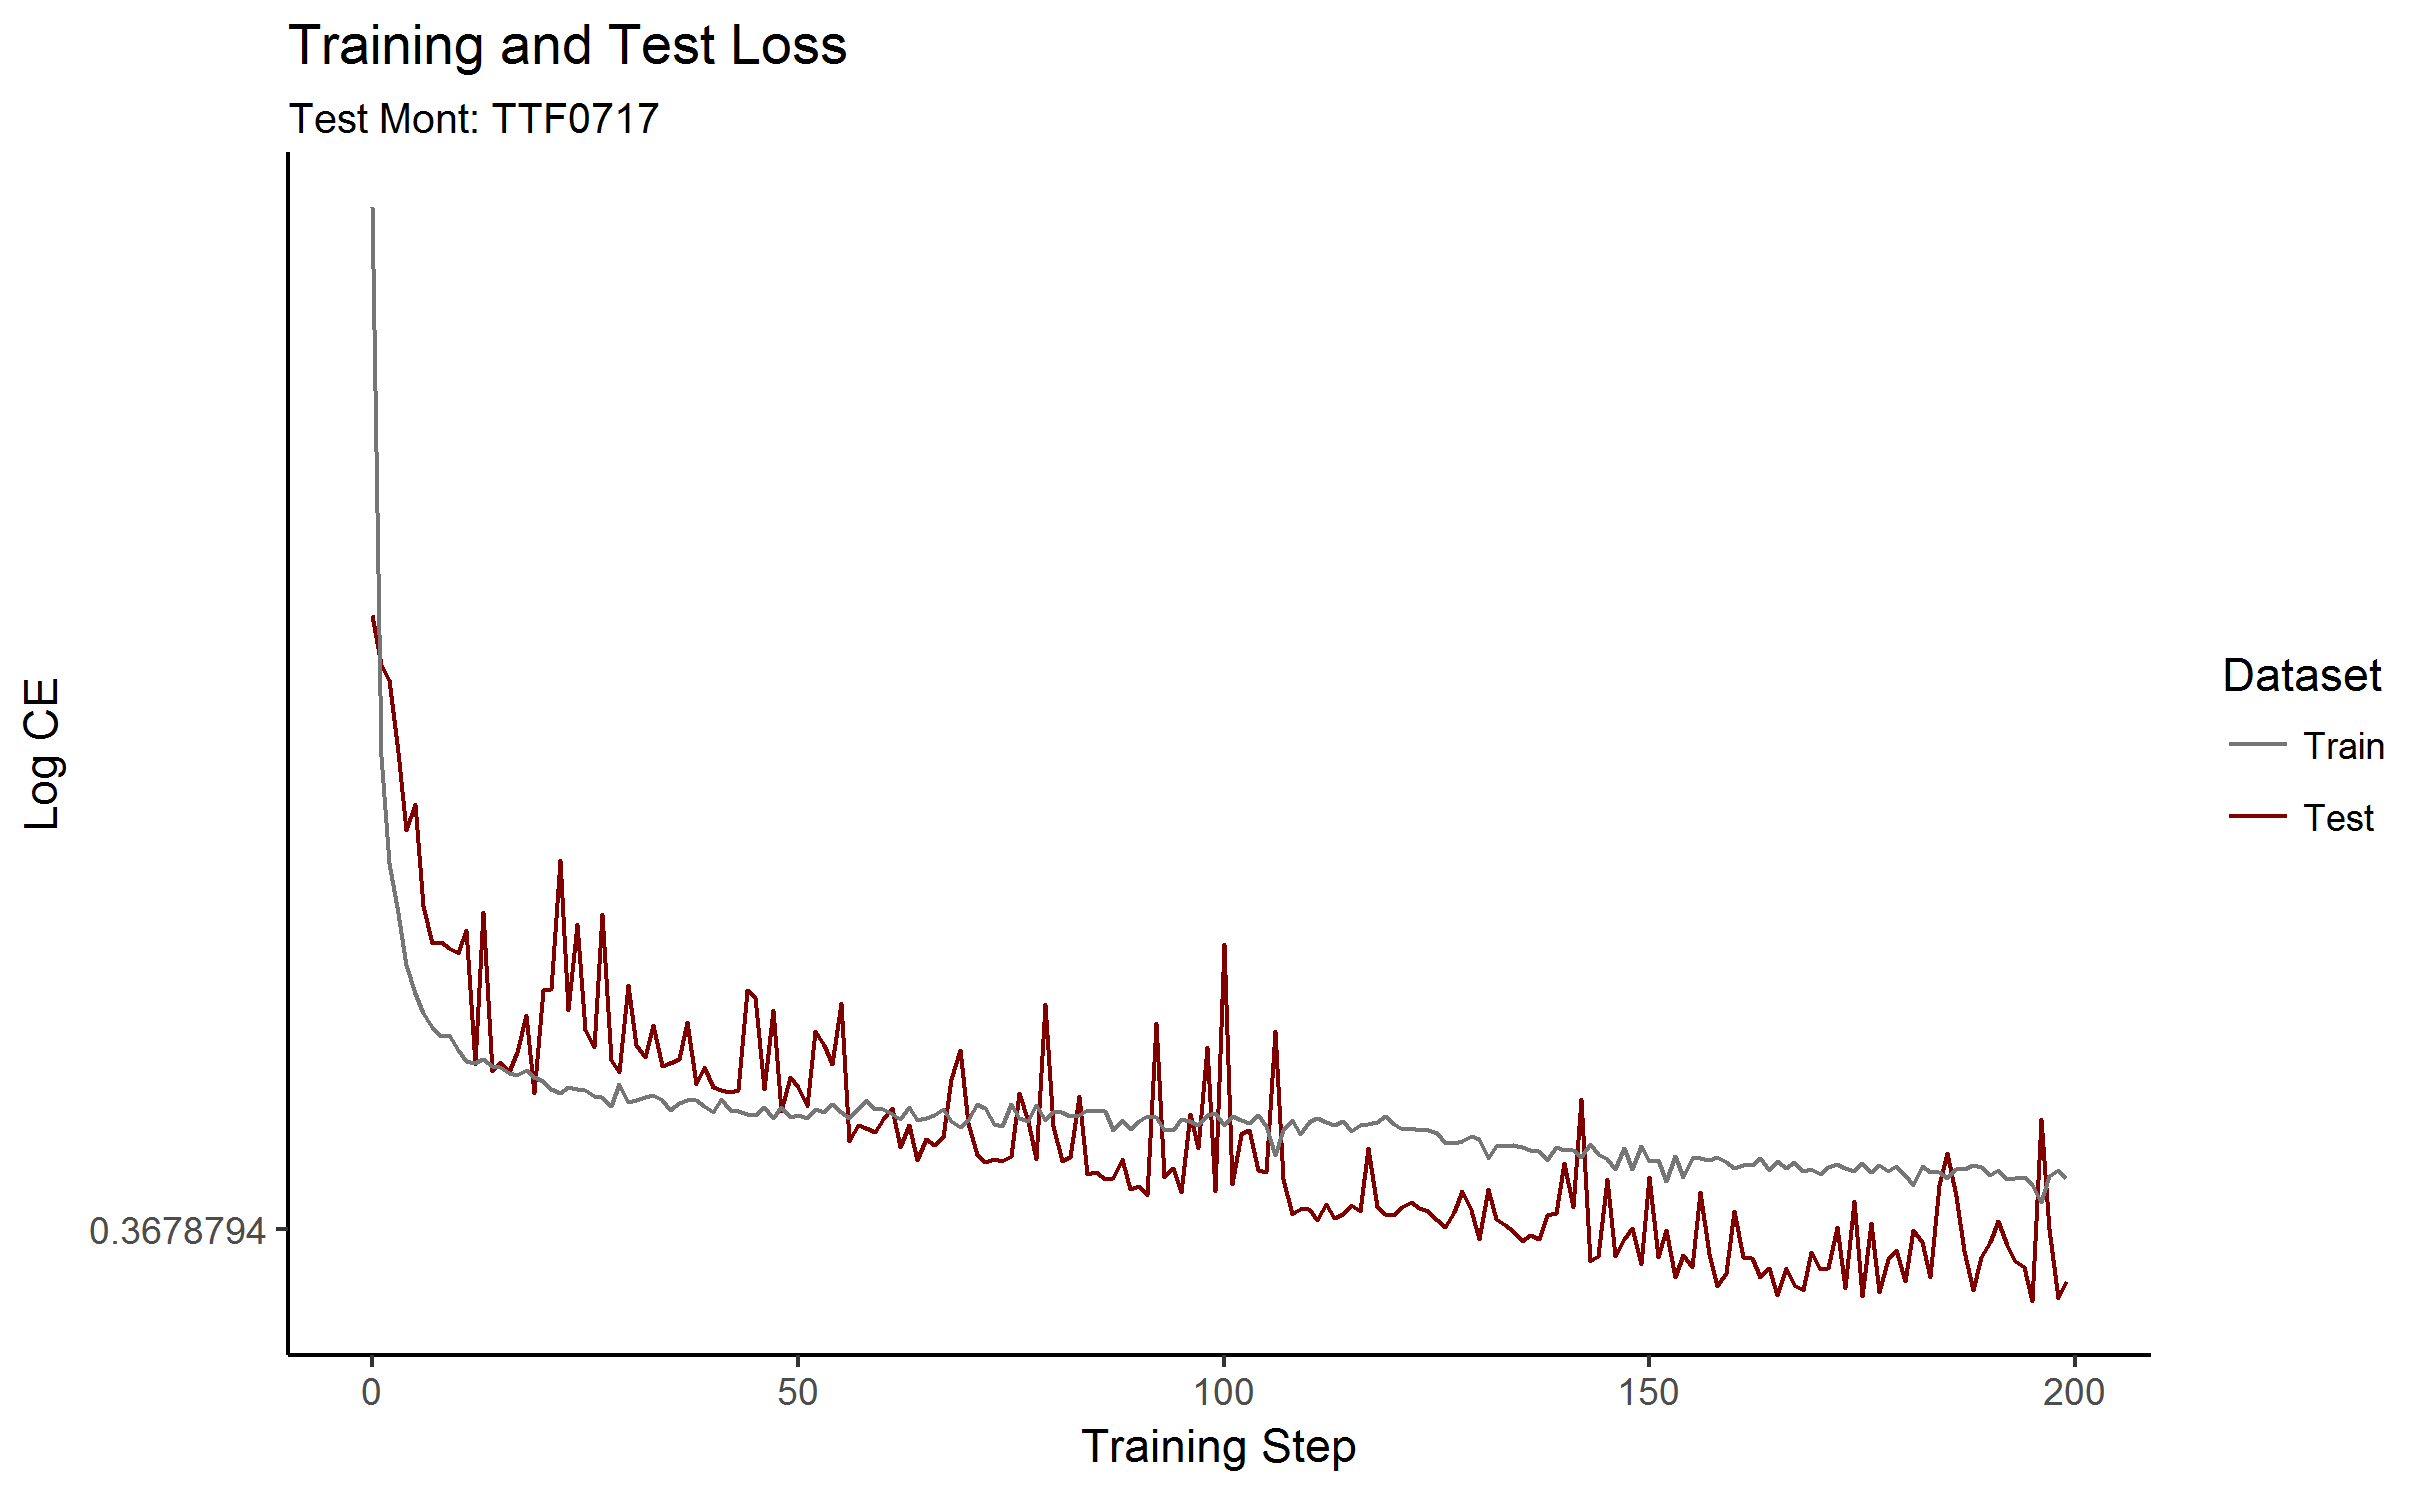 Training and Test Loss
Test Mont: TTF0717
Log CE
0.3678794
0 50 100 150 200
Training Step
Dataset
Train
Test